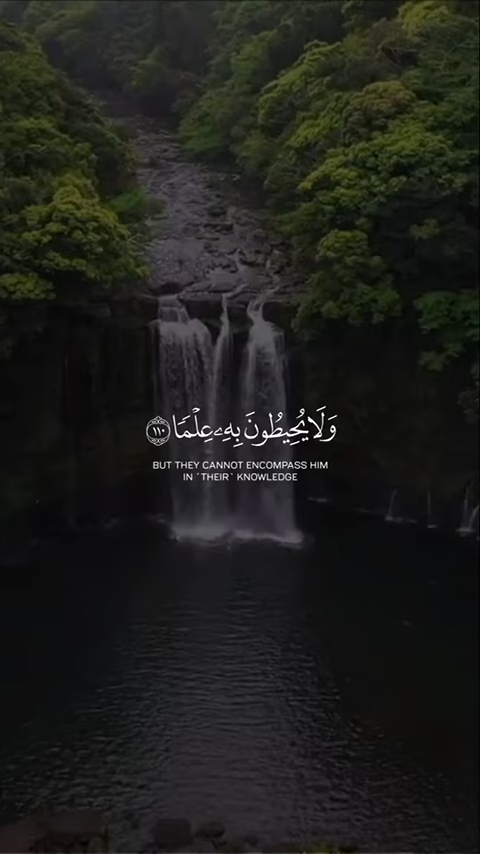 وَلَا يُحِيطُونَ بِهِۦ عِلْمًا ١١٠
BUT THEY CANNOT ENCOMPASS HIM
IN `THEIR` KNOWLEDGE